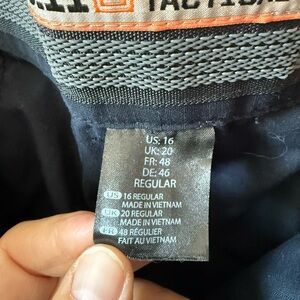 .11 TACTICAL
US: 16
UK: 20
FR: 48
DE: 46
REGULAR
US 16 REGULAR
MADE IN VIETNAM
UK 20 REGULAR
MADE IN VIETNAM
FR 48 RÉGULIER
FAIT AU VIETNAM